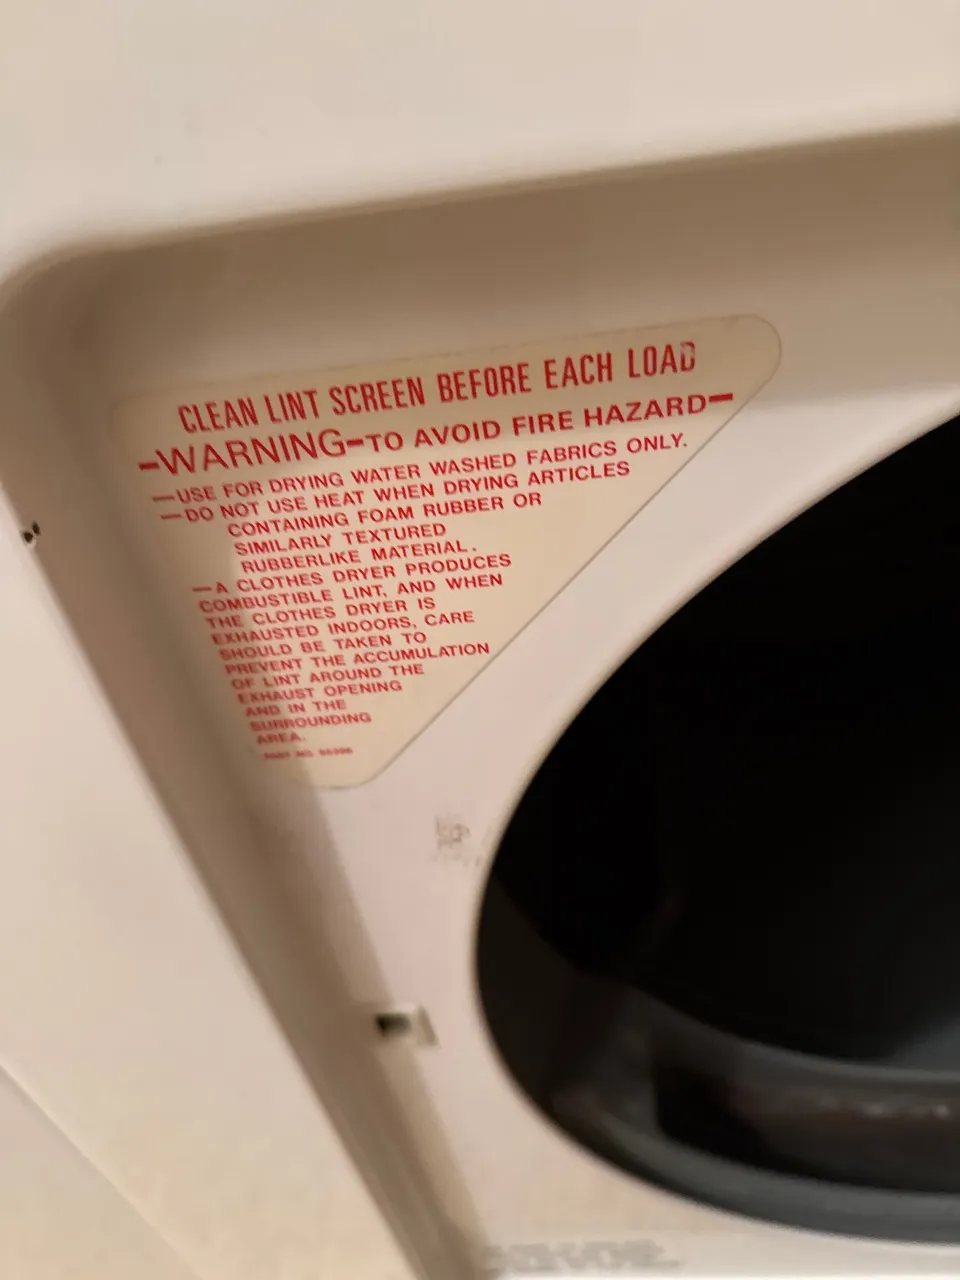 CLEAN LINT SCREEN BEFORE EACH LOAD
-WARNING-TO AVOID FIRE HAZARD-
-USE FOR DRYING WATER WASHED FABRICS ONLY.
-DO NOT USE HEAT WHEN DRYING ARTICLES
CONTAINING FOAM RUBBER OR
SIMILARLY TEXTURED
RUBBERLIKE MATERIAL.
-A CLOTHES DRYER PRODUCES
COMBUSTIBLE LINT, AND WHEN
THE CLOTHES DRYER IS
EXHAUSTED INDOORS, CARE
SHOULD BE TAKEN TO
PREVENT THE ACCUMULATION
OF LINT AROUND THE
EXHAUST OPENING
AND IN THE
SURROUNDING
AREA.
PART NO.